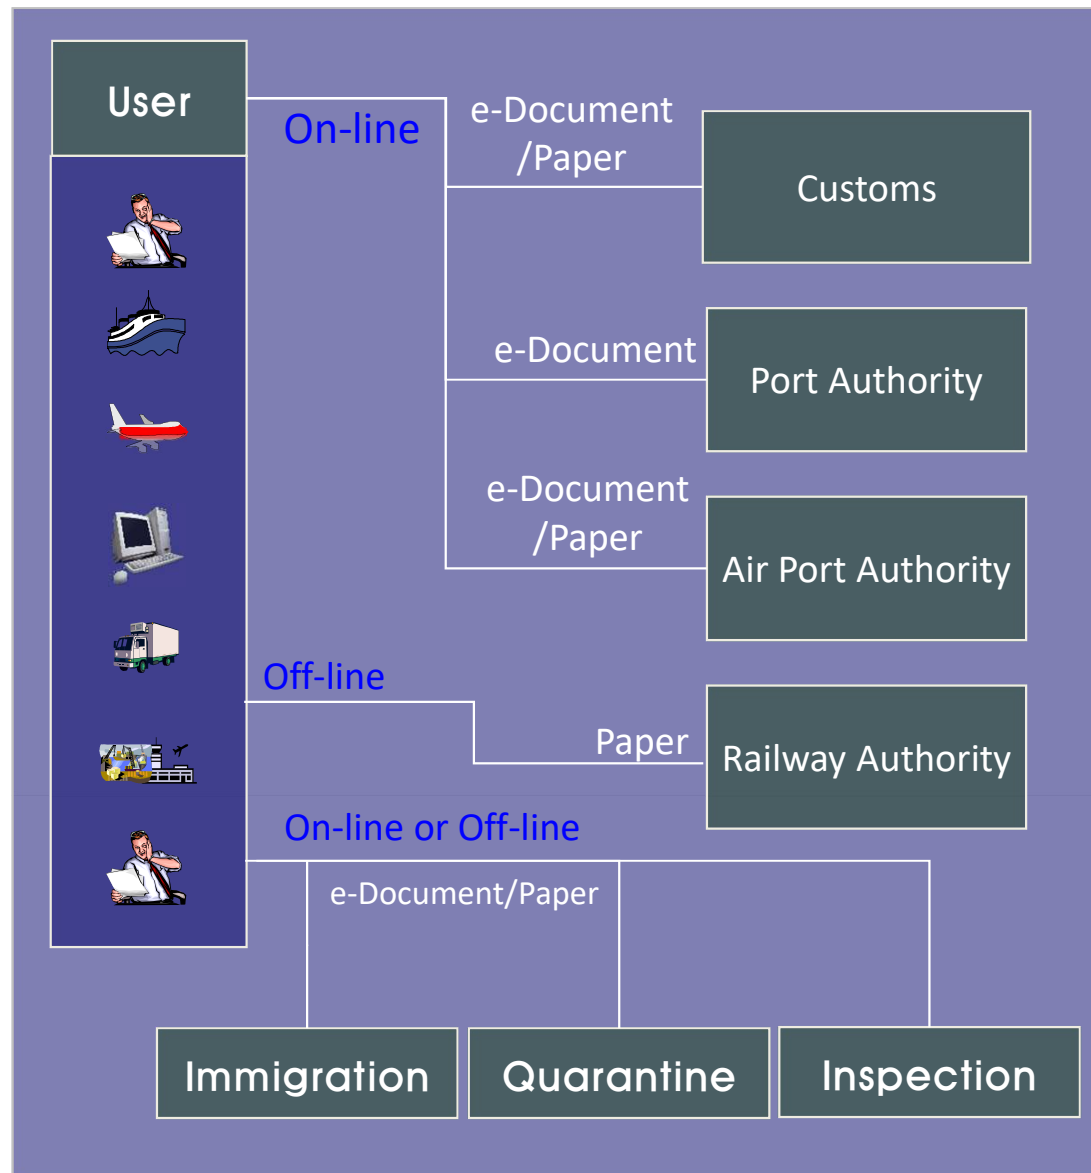 User
On-line
e-Document
/Paper
Customs
e-Document
Port Authority
e-Document
/Paper
Air Port Authority
Off-line
Paper
Railway Authority
On-line or Off-line
e-Document/Paper
Immigration
Quarantine
Inspection